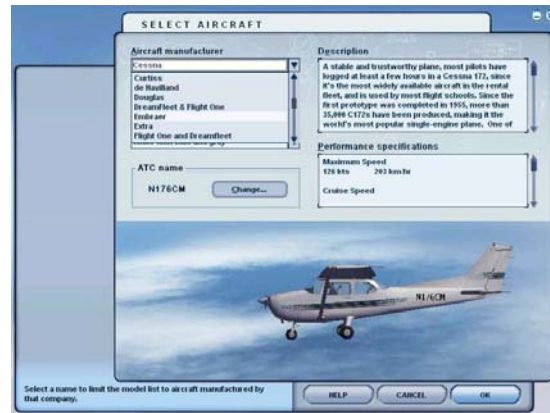 SELECT AIRCRAFT
Aircraft manufacturer
Cessna
Curtiss
de Havilland
Douglas
DreamFleet & Flight One
Embraer
Extra
Flight One and Dreamfleet
ATC name
N176CM
Change...
Description
A stable and trustworthy plane, most pilots have
logged at least a few hours in a Cessna 172, since
it's the most widely available aircraft in the rental
fleet, and is used by most flight schools. Since the
first prototype was completed in 1955, more than
35,000 C172s have been produced, making it the
world's most popular single-engine plane. One of
Performance specifications
Maximum Speed
126 kts 203 km/hr
Cruise Speed
N176CM
Select a name to limit the model list to aircraft manufactured by
that company.
HELP
CANCEL
OK